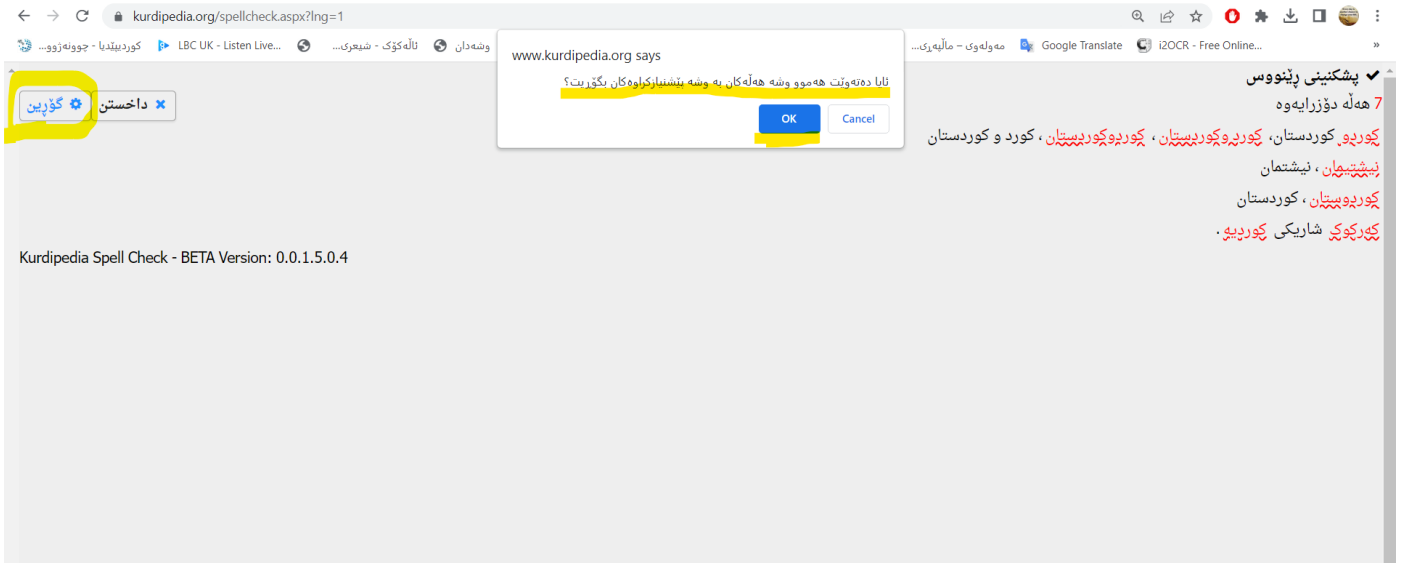 kurdipedia.org/spellcheck.aspx?lng=1
کوردیپێدیا - چوونەژوو...
LBC UK - Listen Live...
ئاڵەکۆک - شیعری...
وشەدان
مەولەوی – ماڵپەڕی...
Google Translate
i2OCR - Free Online...
»
www.kurdipedia.org says
ئایا دەتەوێت هەموو وشە هەڵەکان بە وشە پێشنیازکراوەکان بگۆڕیت؟
OK
Cancel
پشکنینی ڕێنووس
گۆڕین
داخستن
7 هەڵە دۆزرایەوە
کوردو کوردستان، کوردوکوردستان ، کوردوکوردستان ، کورد و کوردستان
نیشتیمان ، نیشتمان
کوردوستان ، کوردستان
کەرکوک شاریکی کوردیە .
Kurdipedia Spell Check - BETA Version: 0.0.1.5.0.4